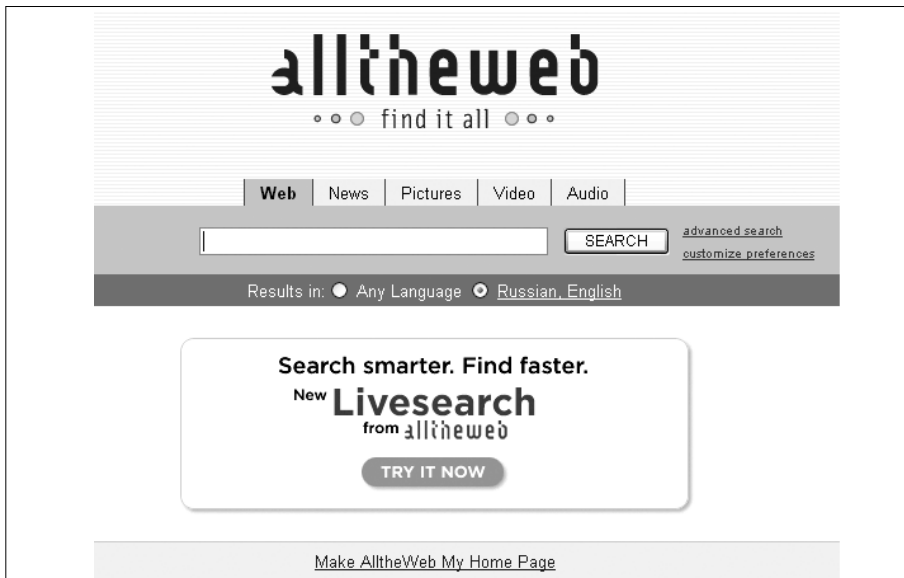 alltheweb
find it all
Web News Pictures Video Audio
SEARCH
advanced search
customize preferences
Results in: Any Language Russian, English
Search smarter. Find faster.
New Livesearch
from alltheweb
TRY IT NOW
Make AlltheWeb My Home Page